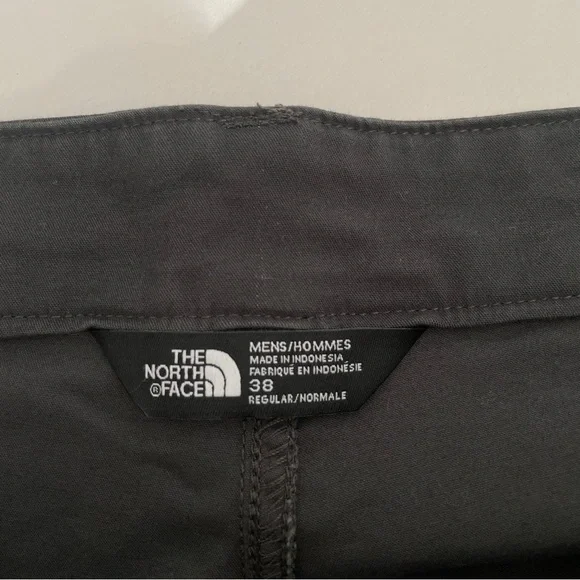 THE
NORTH
®FACE
MENS/HOMMES
MADE IN INDONESIA
FABRIQUÉ EN INDONÉSIE
38
REGULAR/NORMALE